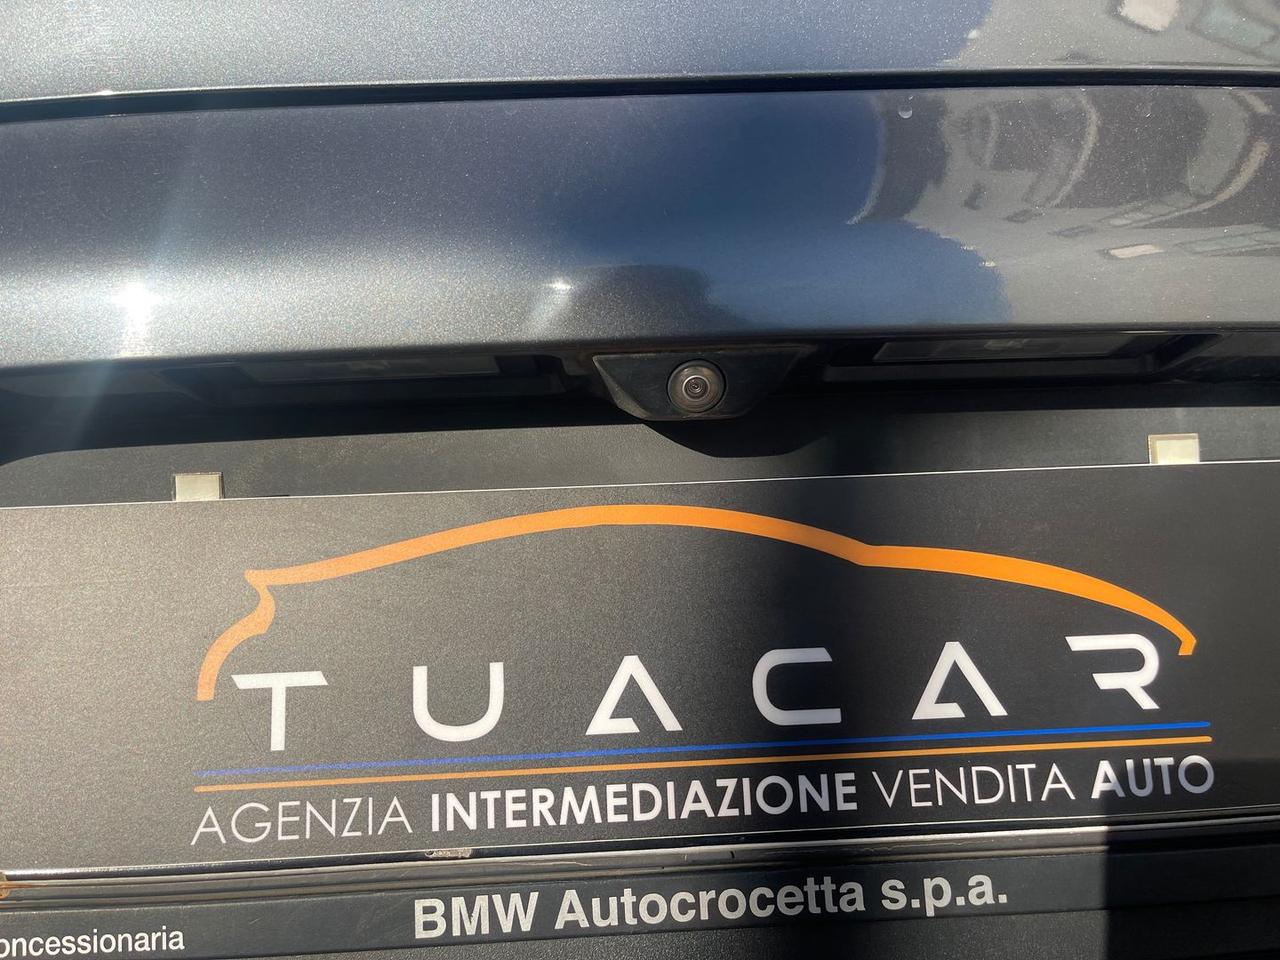 TUACAR
AGENZIA INTERMEDIAZIONE VENDITA AUTO
BMW Autocrocetta s.p.a.
oncessionaria